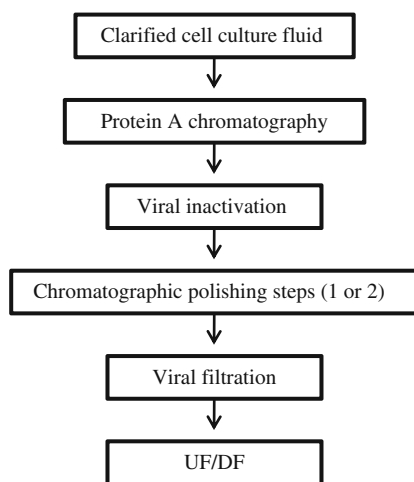 Clarified cell culture fluid
Protein A chromatography
Viral inactivation
Chromatographic polishing steps (1 or 2)
Viral filtration
UF/DF